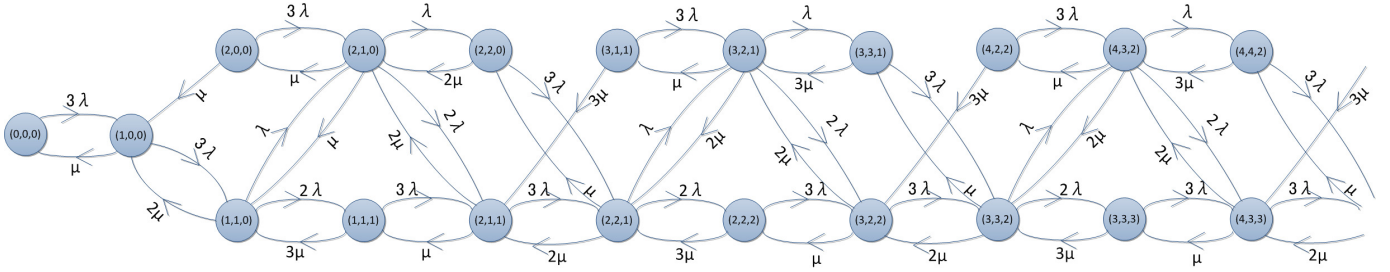 3 λ λ 3 λ λ 3 λ λ
(2,0,0) (2,1,0) (2,2,0) (3,1,1) (3,2,1) (3,3,1) (4,2,2) (4,3,2) (4,4,2)
μ 2μ μ 3μ μ 3μ
μ 3 λ 3μ 3 λ 3μ 3 λ 3μ
3 λ
(0,0,0) (1,0,0)
λ μ 2μ 2 λ λ 2μ 2μ 2 λ λ 2μ 2μ 2 λ
μ 3 λ
2μ 2 λ 3 λ 3 λ μ 2 λ 3 λ 3 λ μ 2 λ 3 λ 3 λ μ
(1,1,0) (1,1,1) (2,1,1) (2,2,1) (2,2,2) (3,2,2) (3,3,2) (3,3,3) (4,3,3)
3μ μ 2μ 3μ μ 2μ 3μ μ 2μ